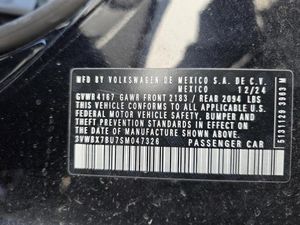 MFD BY VOLKSWAGEN DE MEXICO S.A. DE C.V.
MEXICO 12/24
GVWR 4167 GAWR FRONT 2183 / REAR 2094 LBS
THIS VEHICLE CONFORMS TO ALL APPLICABLE U.S.
FEDERAL MOTOR VEHICLE SAFETY, BUMPER, AND
THEFT PREVENTION STANDARDS IN EFFECT ON THE
DATE OF MANUFACTURE SHOWN ABOVE
3VWBX7BU7SM047326 PASSENGER CAR
5131129 3963 M